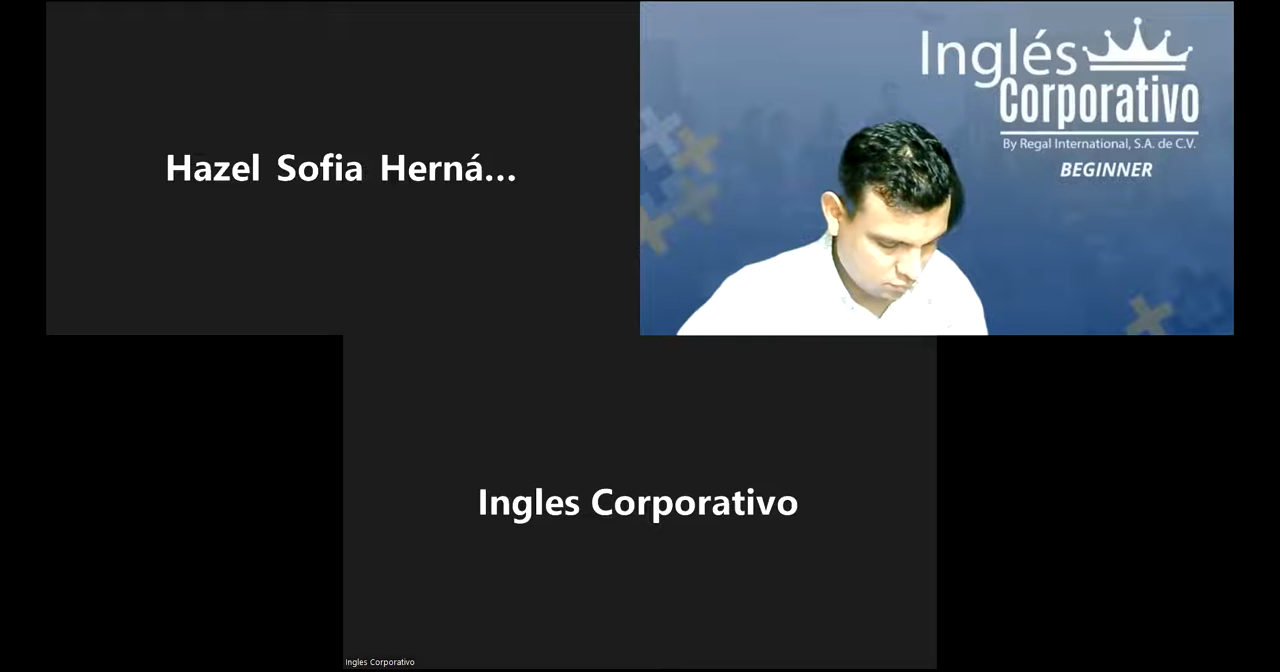 Hazel Sofia Herná...
Inglés
Corporativo
By Regal International, S.A. de C.V.
BEGINNER
Ingles Corporativo
Ingles Corporativo